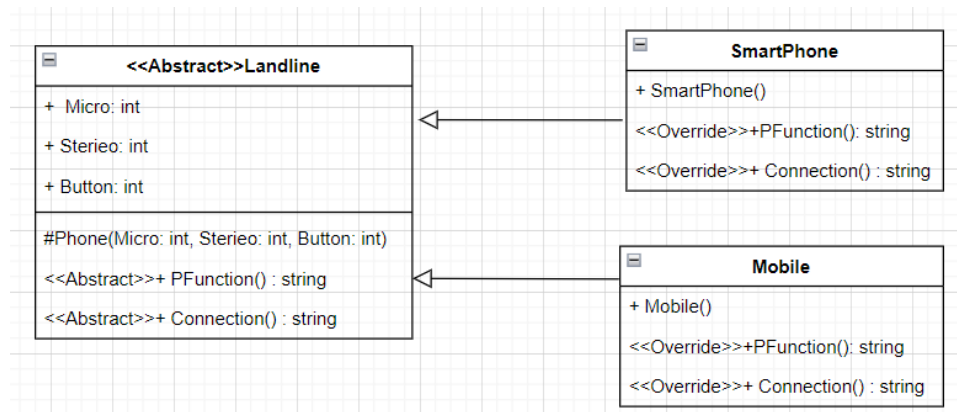 <<Abstract>>Landline
+ Micro: int
+ Sterieo: int
+ Button: int
#Phone(Micro: int, Sterieo: int, Button: int)
<<Abstract>>+ PFunction() : string
<<Abstract>>+ Connection() : string
SmartPhone
+ SmartPhone()
<<Override>>+PFunction(): string
<<Override>>+ Connection() : string
Mobile
+ Mobile()
<<Override>>+PFunction(): string
<<Override>>+ Connection() : string